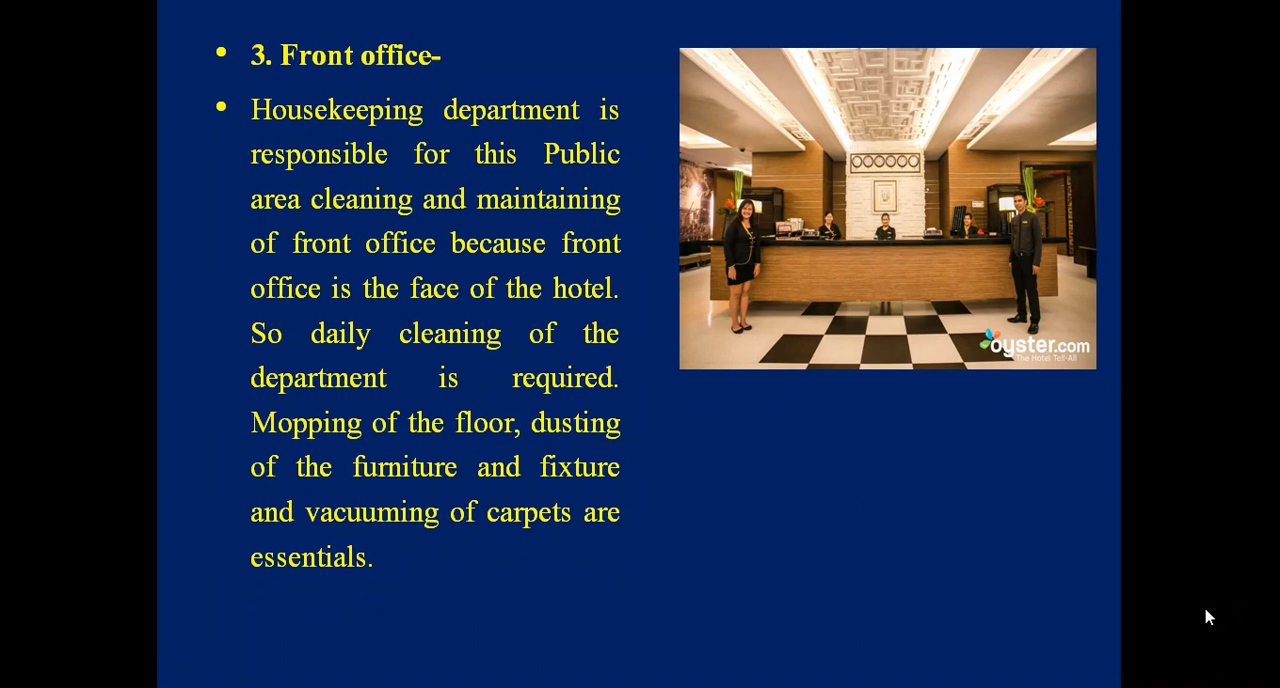 • 3. Front office-
• Housekeeping department is
responsible for this Public
area cleaning and maintaining
of front office because front
office is the face of the hotel.
So daily cleaning of the
department is required.
Mopping of the floor, dusting
of the furniture and fixture
and vacuuming of carpets are
essentials.
oyster.com
The Hotel Tell-All